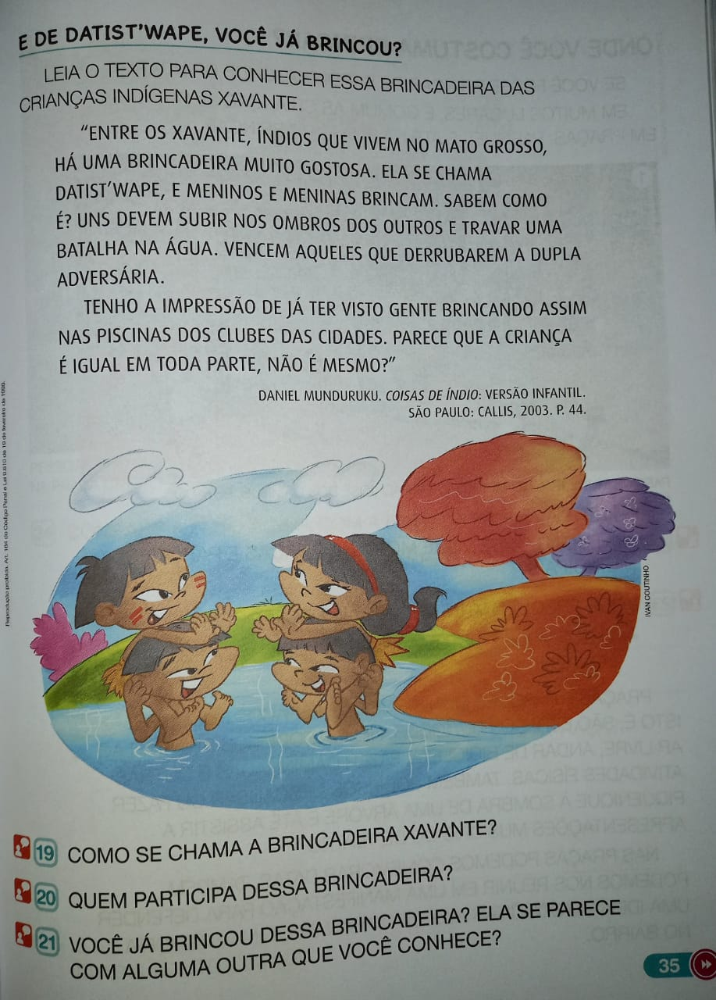 E DE DATIST'WAPE, VOCÊ JÁ BRINCOU?
LEIA O TEXTO PARA CONHECER ESSA BRINCADEIRA DAS
CRIANÇAS INDÍGENAS XAVANTE.
"ENTRE OS XAVANTE, ÍNDIOS QUE VIVEM NO MATO GROSSO,
HÁ UMA BRINCADEIRA MUITO GOSTOSA. ELA SE CHAMA
DATIST'WAPE, E MENINOS E MENINAS BRINCAM. SABEM COMO
É? UNS DEVEM SUBIR NOS OMBROS DOS OUTROS E TRAVAR UMA
BATALHA NA ÁGUA. VENCEM AQUELES QUE DERRUBAREM A DUPLA
ADVERSÁRIA.
TENHO A IMPRESSÃO DE JÁ TER VISTO GENTE BRINCANDO ASSIM
NAS PISCINAS DOS CLUBES DAS CIDADES. PARECE QUE A CRIANÇA
É IGUAL EM TODA PARTE, NÃO É MESMO?"
DANIEL MUNDURUKU. COISAS DE ÍNDIO: VERSÃO INFANTIL.
SÃO PAULO: CALLIS, 2003. P. 44.
Reprodução proibida. Art. 184 do Código Penal e Lei 9.610 de 19 de fevereiro de 1998.
IVAN COUTINHO
19 COMO SE CHAMA A BRINCADEIRA XAVANTE?
20 QUEM PARTICIPA DESSA BRINCADEIRA?
21 VOCÊ JÁ BRINCOU DESSA BRINCADEIRA? ELA SE PARECE
COM ALGUMA OUTRA QUE VOCÊ CONHECE?
35